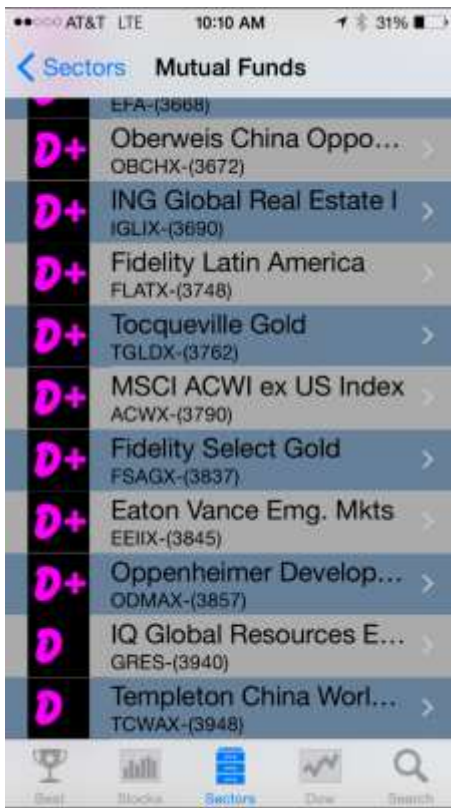 AT&T LTE 10:10 AM 31%
Sectors Mutual Funds
EFA-(3668)
D+ Oberweis China Oppo...
OBCHX-(3672)
D+ ING Global Real Estate I
IGLIX-(3690)
D+ Fidelity Latin America
FLATX-(3748)
D+ Tocqueville Gold
TGLDX-(3762)
D+ MSCI ACWI ex US Index
ACWX-(3790)
D+ Fidelity Select Gold
FSAGX-(3837)
D+ Eaton Vance Emg. Mkts
EEIIX-(3845)
D+ Oppenheimer Develop...
ODMAX-(3857)
D IQ Global Resources E...
GRES-(3940)
D Templeton China Worl...
TCWAX-(3948)
Best Blocks Sectors Dow Search